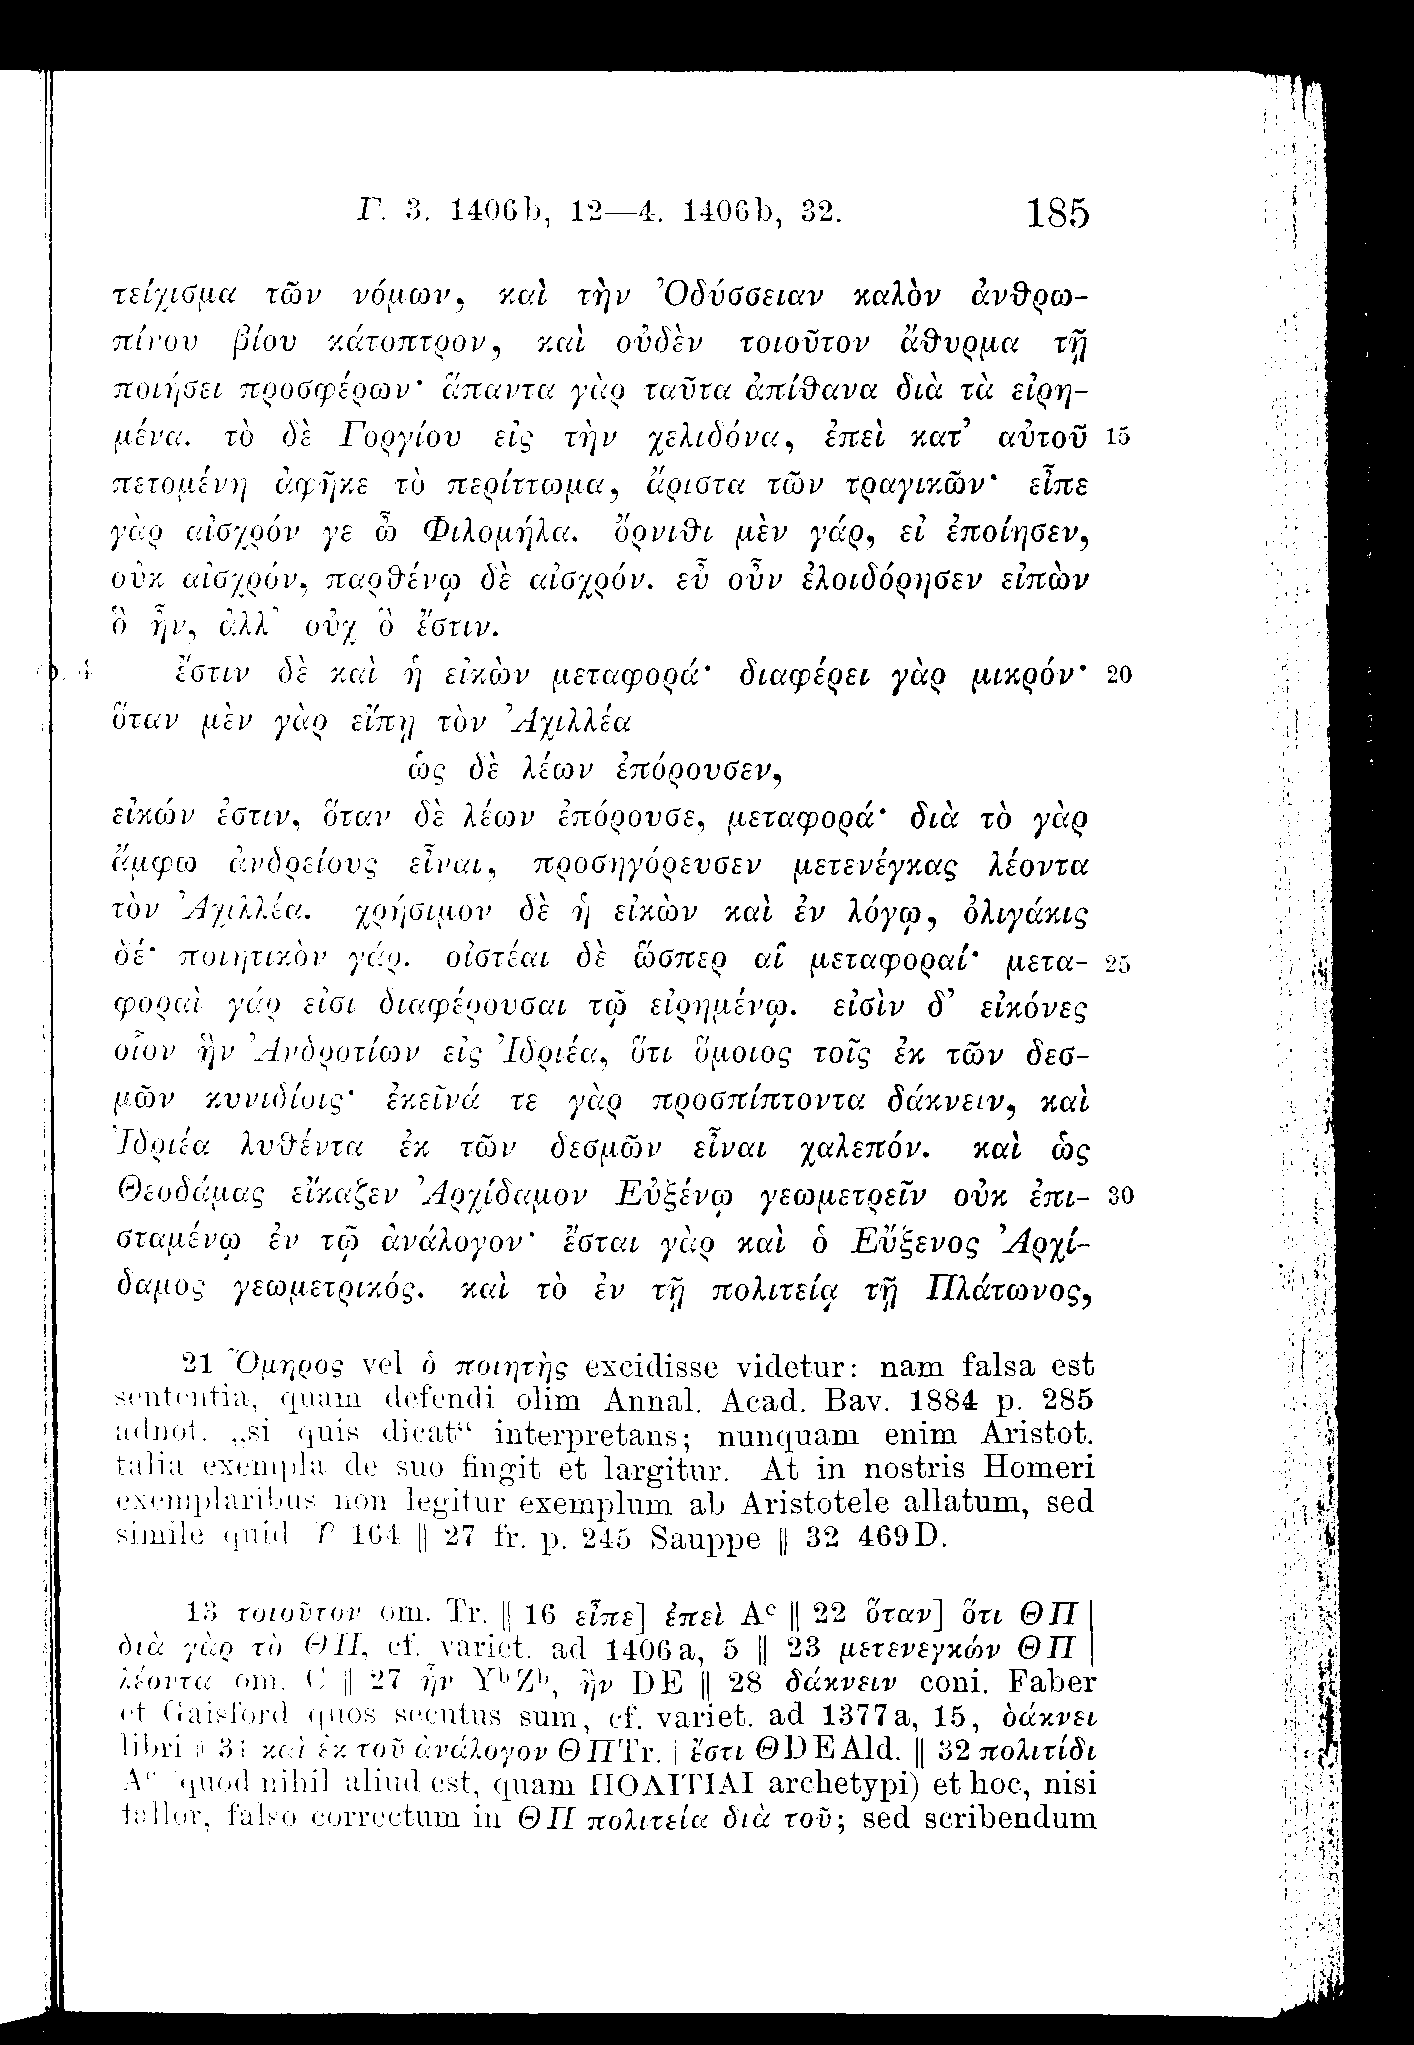 Γ. 3. 1406b, 12—4. 1406b, 32. 185
τείχισμα τῶν νόμων, καὶ τὴν Ὀδύσσειαν καλὸν ἀνθρω-
πίνου βίου κάτοπτρον, καὶ οὐδὲν τοιοῦτον ἄθυρμα τῇ
ποιήσει προσφέρων· ἅπαντα γὰρ ταῦτα ἀπίθανα διὰ τὰ εἰρη-
μένα. τὸ δὲ Γοργίου εἰς τὴν χελιδόνα, ἐπεὶ κατ’ αὐτοῦ 15
πετομένη ἀφῆκε τὸ περίττωμα, ἄριστα τῶν τραγικῶν· εἶπε
γὰρ αἰσχρόν γε ὦ Φιλομήλα. ὄρνιθι μὲν γάρ, εἰ ἐποίησεν,
οὐκ αἰσχρόν, παρθένῳ δὲ αἰσχρόν. εὖ οὖν ἐλοιδόρησεν εἰπὼν
ὃ ἦν, ἀλλ’ οὐχ ὃ ἔστιν.
4 ἔστιν δὲ καὶ ἡ εἰκὼν μεταφορά· διαφέρει γὰρ μικρόν· 20
ὅταν μὲν γὰρ εἴπῃ τὸν Ἀχιλλέα
ὡς δὲ λέων ἐπόρουσεν,
εἰκών ἐστιν, ὅταν δὲ λέων ἐπόρουσε, μεταφορά· διὰ τὸ γὰρ
ἄμφω ἀνδρείους εἶναι, προσηγόρευσεν μετενέγκας λέοντα
τὸν Ἀχιλλέα. χρήσιμον δὲ ἡ εἰκὼν καὶ ἐν λόγῳ, ὀλιγάκις
δέ· ποιητικὸν γάρ. οἰστέαι δὲ ὥσπερ αἱ μεταφοραί· μετα- 25
φοραὶ γάρ εἰσι διαφέρουσαι τῷ εἰρημένῳ. εἰσὶν δ’ εἰκόνες
οἷον ἣν Ἀνδροτίων εἰς Ἰδριέα, ὅτι ὅμοιος τοῖς ἐκ τῶν δεσ-
μῶν κυνιδίοις· ἐκεῖνά τε γὰρ προσπίπτοντα δάκνειν, καὶ
Ἰδριέα λυθέντα ἐκ τῶν δεσμῶν εἶναι χαλεπόν. καὶ ὡς
Θεοδάμας εἴκαζεν Ἀρχίδαμον Εὐξένῳ γεωμετρεῖν οὐκ ἐπι- 30
σταμένῳ ἐν τῷ ἀνάλογον· ἔσται γὰρ καὶ ὁ Εὔξενος Ἀρχί-
δαμος γεωμετρικός. καὶ τὸ ἐν τῇ πολιτείᾳ τῇ Πλάτωνος,
21 Ὅμηρος vel ὁ ποιητὴς excidisse videtur: nam falsa est
sententia, quam defendi olim Annal. Acad. Bav. 1884 p. 285
adnot. „si quis dicat“ interpretans; nunquam enim Aristot.
talia exempla de suo fingit et largitur. At in nostris Homeri
exemplaribus non legitur exemplum ab Aristotele allatum, sed
simile quid Υ 164 || 27 fr. p. 245 Sauppe || 32 469D.
13 τοιοῦτον om. Tr. || 16 εἶπε] ἐπεὶ Aᶜ || 22 ὅταν] ὅτι ΘΠ |
διὰ γὰρ τὸ ΘΠ, cf. variet. ad 1406a, 5 || 23 μετενεγκών ΘΠ |
λέοντα om. C || 27 ἦν YᵇZᵇ, ἣν DE || 28 δάκνειν coni. Faber
et Gaisford quos secutus sum, cf. variet. ad 1377a, 15, δάκνει
libri || 31 καὶ ἐκ τοῦ ἀνάλογον ΘΠTr. | ἔστι ΘDEAld. || 32 πολιτίδι
Aᶜ (quod nihil aliud est, quam ΠΟΛΙΤΙΑΙ archetypi) et hoc, nisi
fallor, falso correctum in ΘΠ πολιτεία διὰ τοῦ; sed scribendum